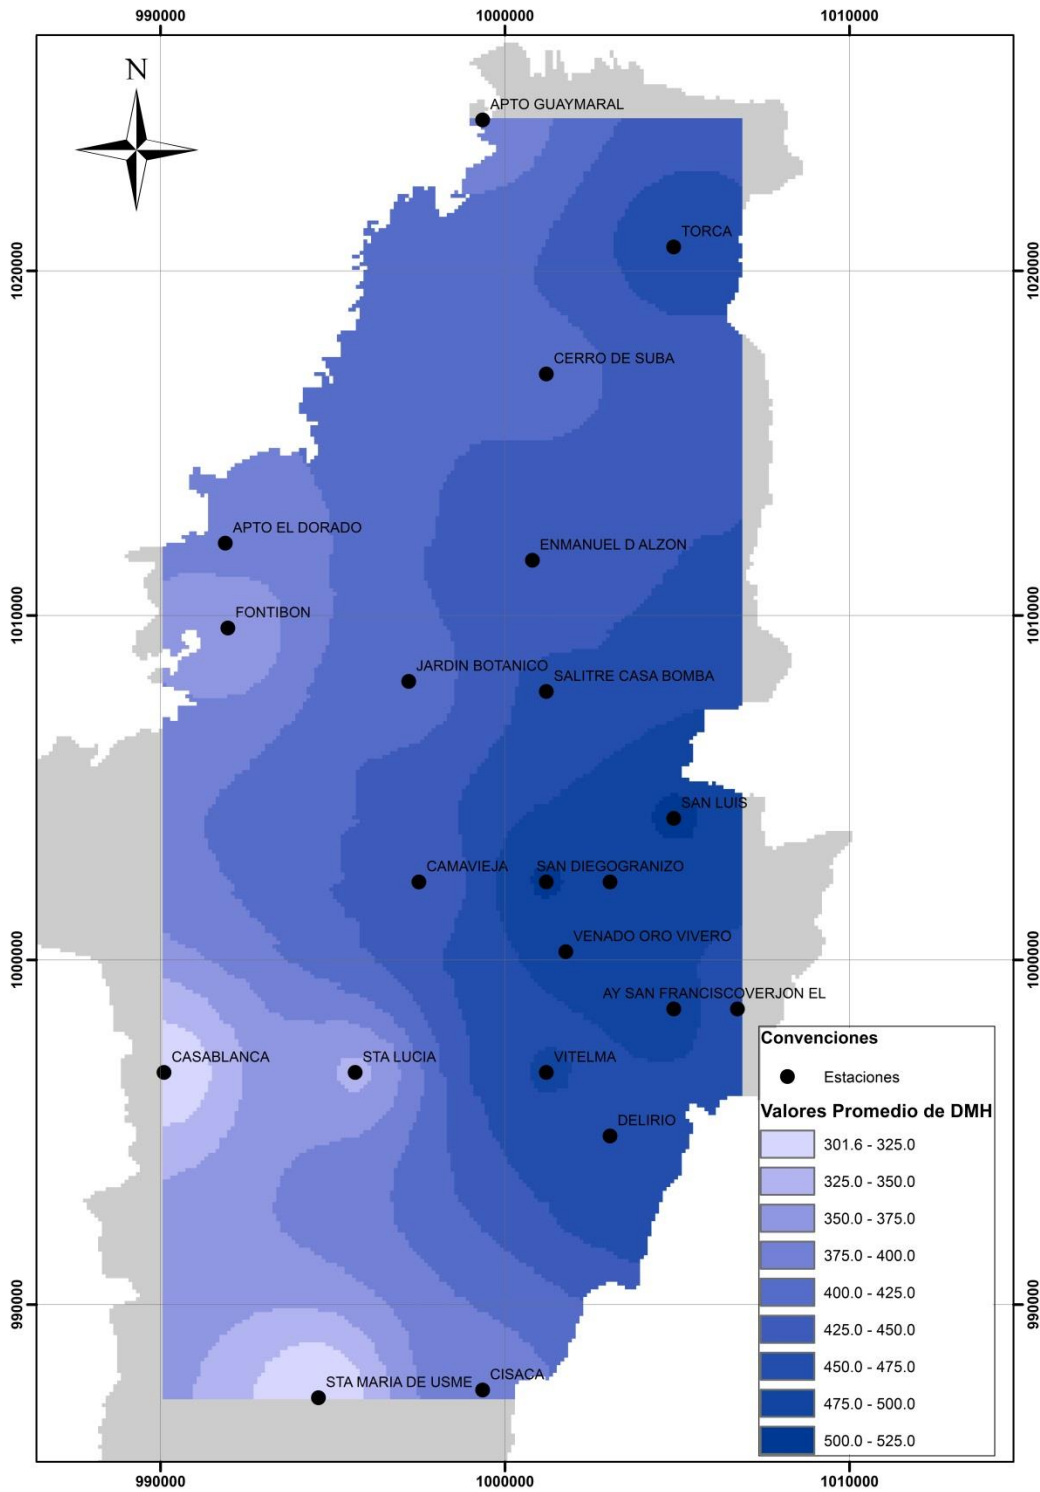 990000
1000000
1010000
N
APTO GUAYMARAL
TORCA
1020000
1020000
CERRO DE SUBA
APTO EL DORADO
ENMANUEL D ALZON
FONTIBON
1010000
1010000
JARDIN BOTANICO
SALITRE CASA BOMBA
SAN LUIS
CAMAVIEJA
SAN DIEGOGRANIZO
VENADO ORO VIVERO
1000000
1000000
AY SAN FRANCISCOVERJON EL
CASABLANCA
STA LUCIA
VITELMA
DELIRIO
990000
990000
STA MARIA DE USME
CISACA
Convenciones
Estaciones
Valores Promedio de DMH
301.6 - 325.0
325.0 - 350.0
350.0 - 375.0
375.0 - 400.0
400.0 - 425.0
425.0 - 450.0
450.0 - 475.0
475.0 - 500.0
500.0 - 525.0
990000
1000000
1010000